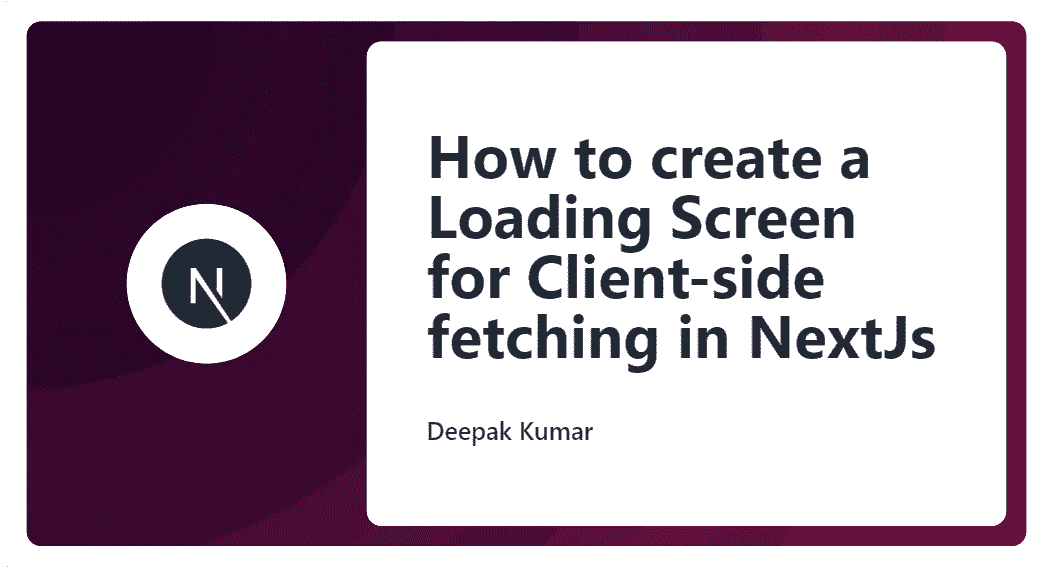 N
How to create a
Loading Screen
for Client-side
fetching in NextJs
Deepak Kumar